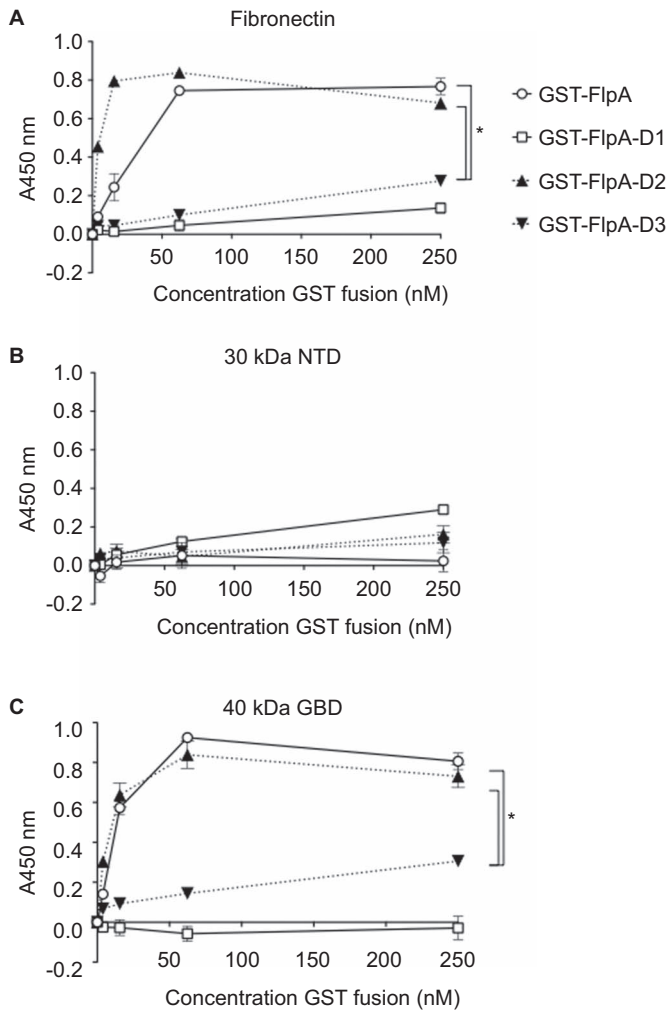 A
Fibronectin
1.0
0.8
0.6
0.4
0.2
0.0
-0.2
A450 nm
50
100
150
200
250
Concentration GST fusion (nM)
*
GST-FlpA
GST-FlpA-D1
GST-FlpA-D2
GST-FlpA-D3
B
30 kDa NTD
1.0
0.8
0.6
0.4
0.2
0.0
-0.2
A450 nm
50
100
150
200
250
Concentration GST fusion (nM)
C
40 kDa GBD
1.0
0.8
0.6
0.4
0.2
0.0
-0.2
A450 nm
50
100
150
200
250
Concentration GST fusion (nM)
*